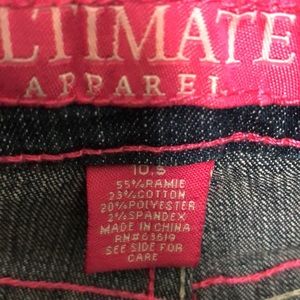 LTIMATE
APPAREL
10.5
55%RAMIE
23%COTTON
20%POLYESTER
2%SPANDEX
MADE IN CHINA
RN#63619
SEE SIDE FOR
CARE